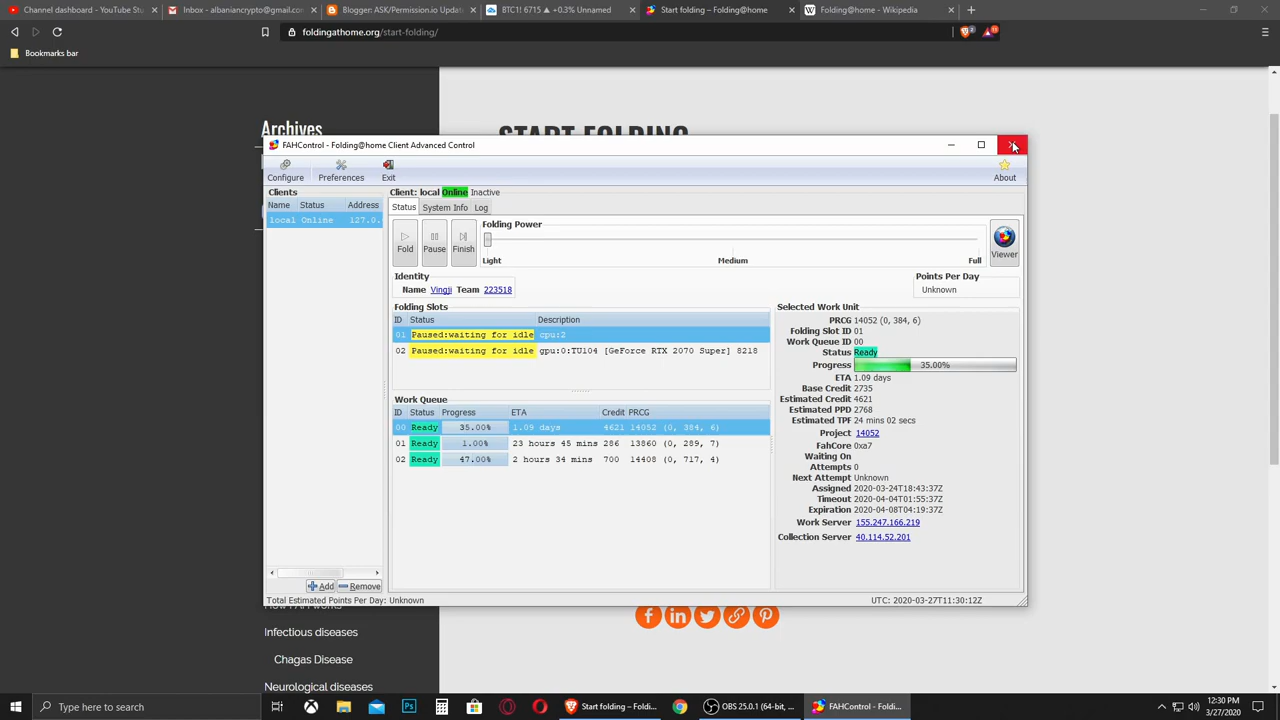 Channel dashboard - YouTube St
Inbox - albaniancrypto@gmail.co
Blogger: ASK/Permission.io Updat
BTC1! 6715 ▲ +0.3% Unnamed
Start folding – Folding@home
Folding@home - Wikipedia
foldingathome.org/start-folding/
Bookmarks bar
Archives
START FOLDING
FAHControl - Folding@home Client Advanced Control
Configure Preferences Exit About
Clients
Client: local Online Inactive
Name Status Address
Status System Info Log
local Online 127.0.
Folding Power
Fold Pause Finish
Light Medium Full
Viewer
Identity
Name Vingji Team 223518
Points Per Day
Unknown
Folding Slots
ID Status Description
01 Paused:waiting for idle cpu:2
02 Paused:waiting for idle gpu:0:TU104 [GeForce RTX 2070 Super] 8218
Work Queue
ID Status Progress ETA Credit PRCG
00 Ready 35.00% 1.09 days 4621 14052 (0, 384, 6)
01 Ready 1.00% 23 hours 45 mins 286 13860 (0, 289, 7)
02 Ready 47.00% 2 hours 34 mins 700 14408 (0, 717, 4)
Selected Work Unit
PRCG 14052 (0, 384, 6)
Folding Slot ID 01
Work Queue ID 00
Status Ready
Progress 35.00%
ETA 1.09 days
Base Credit 2735
Estimated Credit 4621
Estimated PPD 2768
Estimated TPF 24 mins 02 secs
Project 14052
FahCore 0xa7
Waiting On
Attempts 0
Next Attempt Unknown
Assigned 2020-03-24T18:43:37Z
Timeout 2020-04-04T01:55:37Z
Expiration 2020-04-08T04:19:37Z
Work Server 155.247.166.219
Collection Server 40.114.52.201
Add Remove
Total Estimated Points Per Day: Unknown
UTC: 2020-03-27T11:30:12Z
Infectious diseases
Chagas Disease
Neurological diseases
Type here to search
Start folding – Foldi...
OBS 25.0.1 (64-bit, ...
FAHControl - Foldi...
12:30 PM
3/27/2020